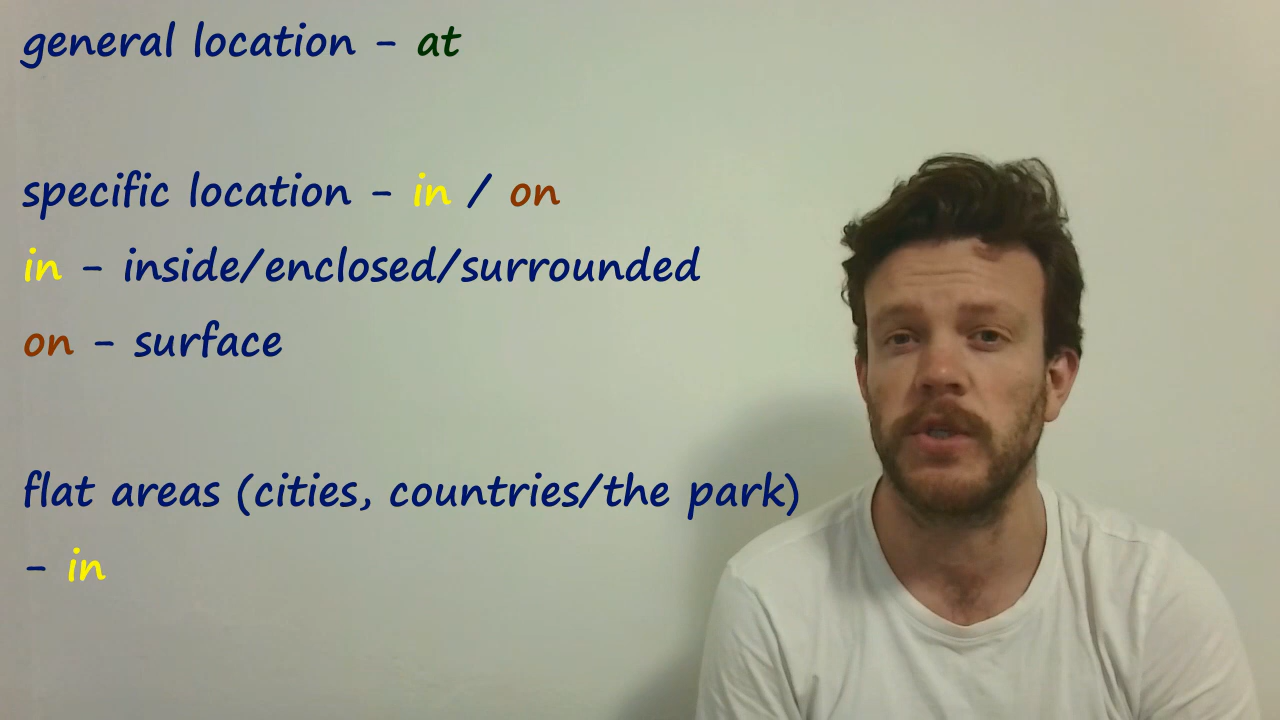 general location - at
specific location - in / on
in - inside/enclosed/surrounded
on - surface
flat areas (cities, countries/the park)
- in